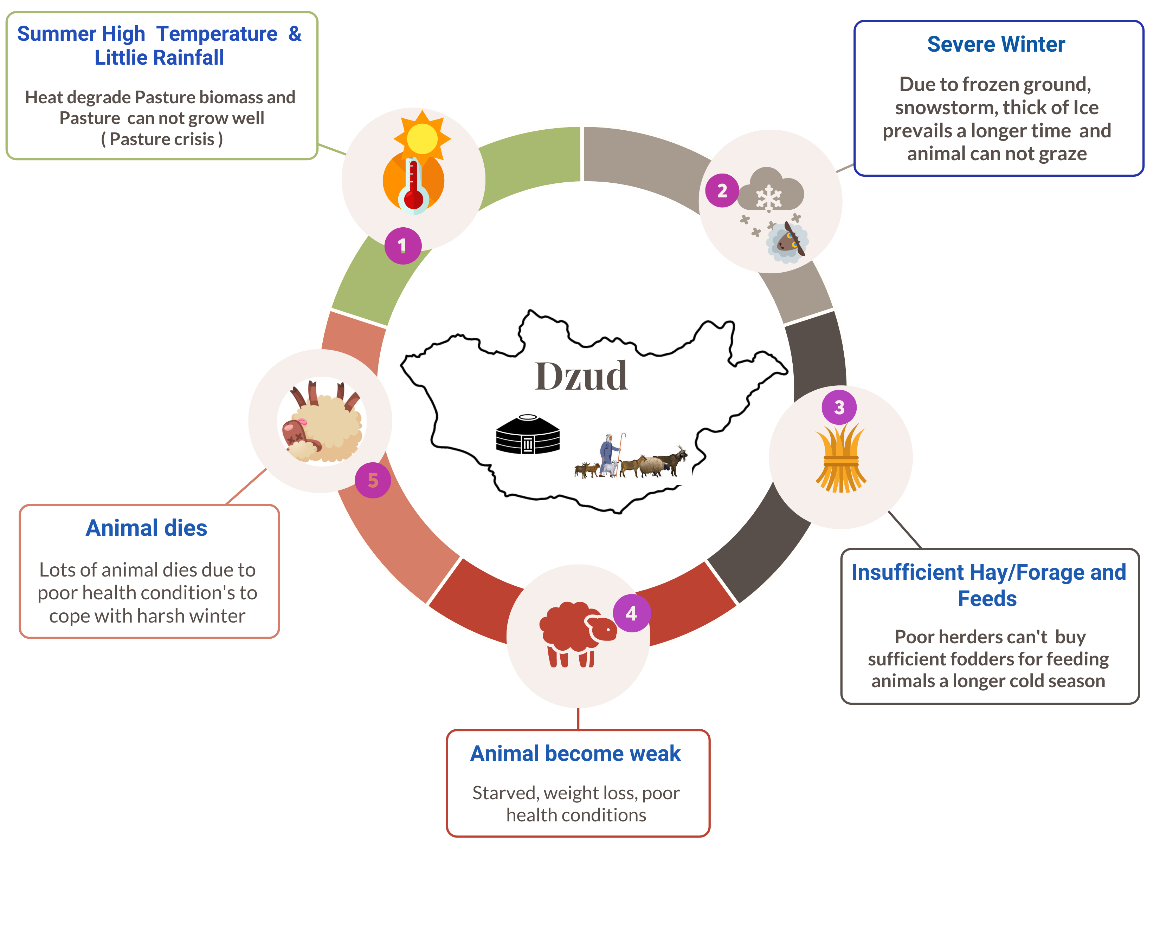 Summer High Temperature &
Littlie Rainfall
Heat degrade Pasture biomass and
Pasture can not grow well
( Pasture crisis )
1
Severe Winter
Due to frozen ground,
snowstorm, thick of Ice
prevails a longer time and
animal can not graze
2
Dzud
3
Insufficient Hay/Forage and
Feeds
Poor herders can't buy
sufficient fodders for feeding
animals a longer cold season
4
Animal become weak
Starved, weight loss, poor
health conditions
5
Animal dies
Lots of animal dies due to
poor health condition's to
cope with harsh winter